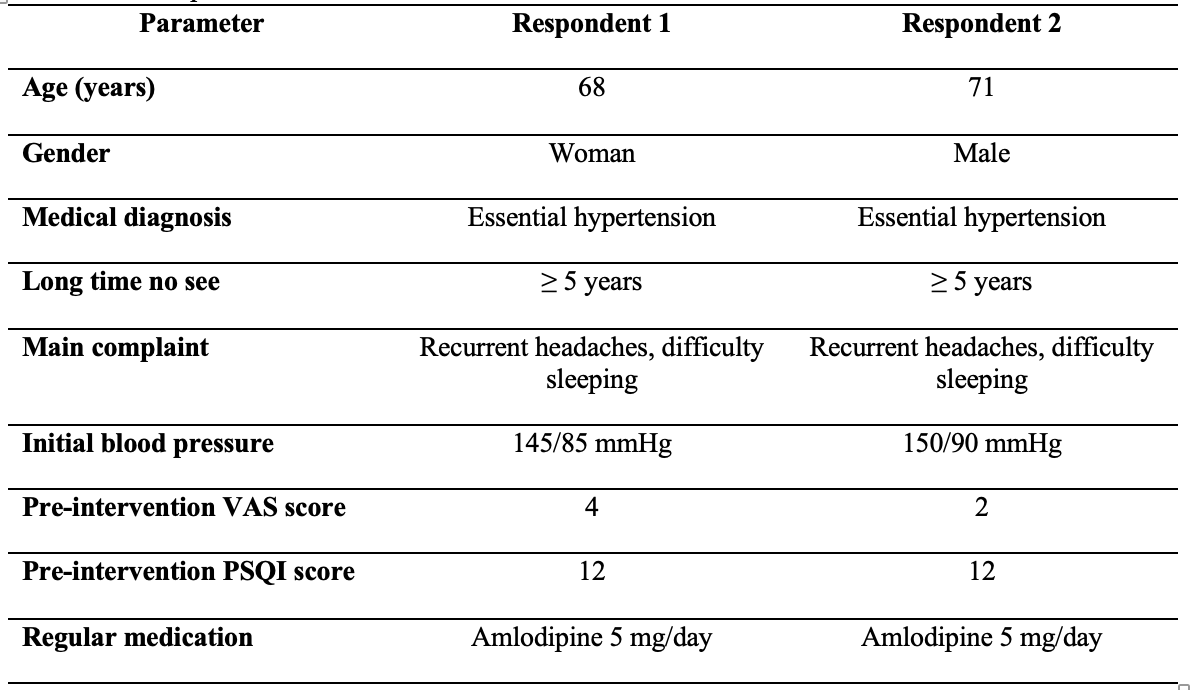 Parameter Respondent 1 Respondent 2
Age (years) 68 71
Gender Woman Male
Medical diagnosis Essential hypertension Essential hypertension
Long time no see ≥ 5 years ≥ 5 years
Main complaint Recurrent headaches, difficulty sleeping Recurrent headaches, difficulty sleeping
Initial blood pressure 145/85 mmHg 150/90 mmHg
Pre-intervention VAS score 4 2
Pre-intervention PSQI score 12 12
Regular medication Amlodipine 5 mg/day Amlodipine 5 mg/day